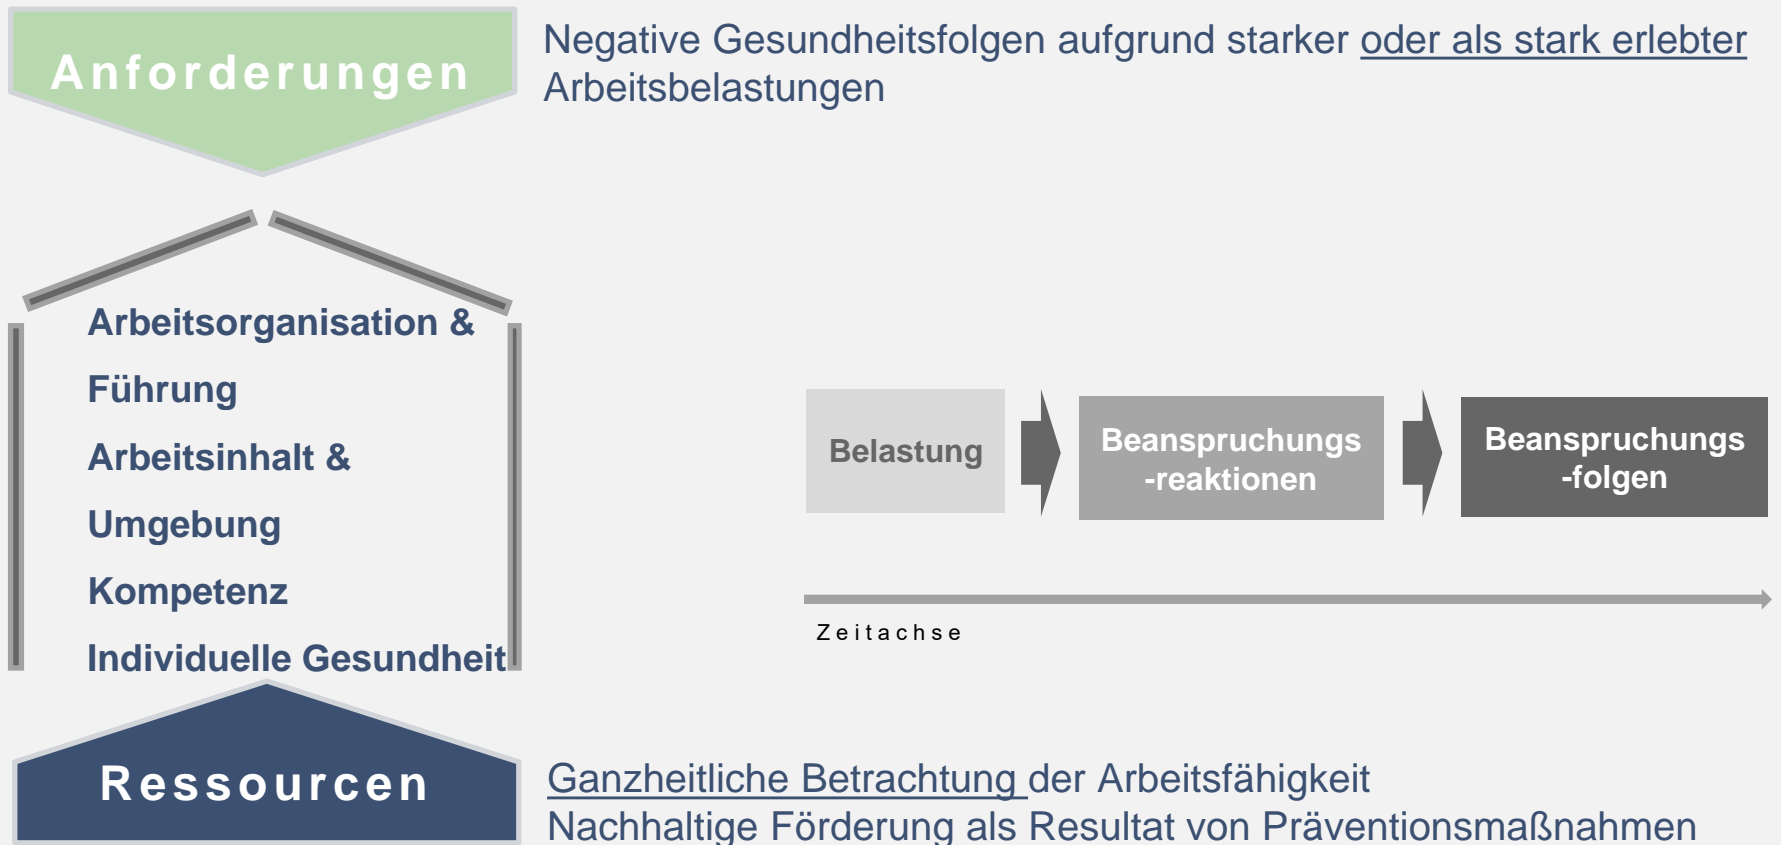 Anforderungen
Negative Gesundheitsfolgen aufgrund starker oder als stark erlebter
Arbeitsbelastungen
Arbeitsorganisation &
Führung
Arbeitsinhalt &
Umgebung
Kompetenz
Individuelle Gesundheit
Belastung
Beanspruchungs
-reaktionen
Beanspruchungs
-folgen
Zeitachse
Ressourcen
Ganzheitliche Betrachtung der Arbeitsfähigkeit
Nachhaltige Förderung als Resultat von Präventionsmaßnahmen